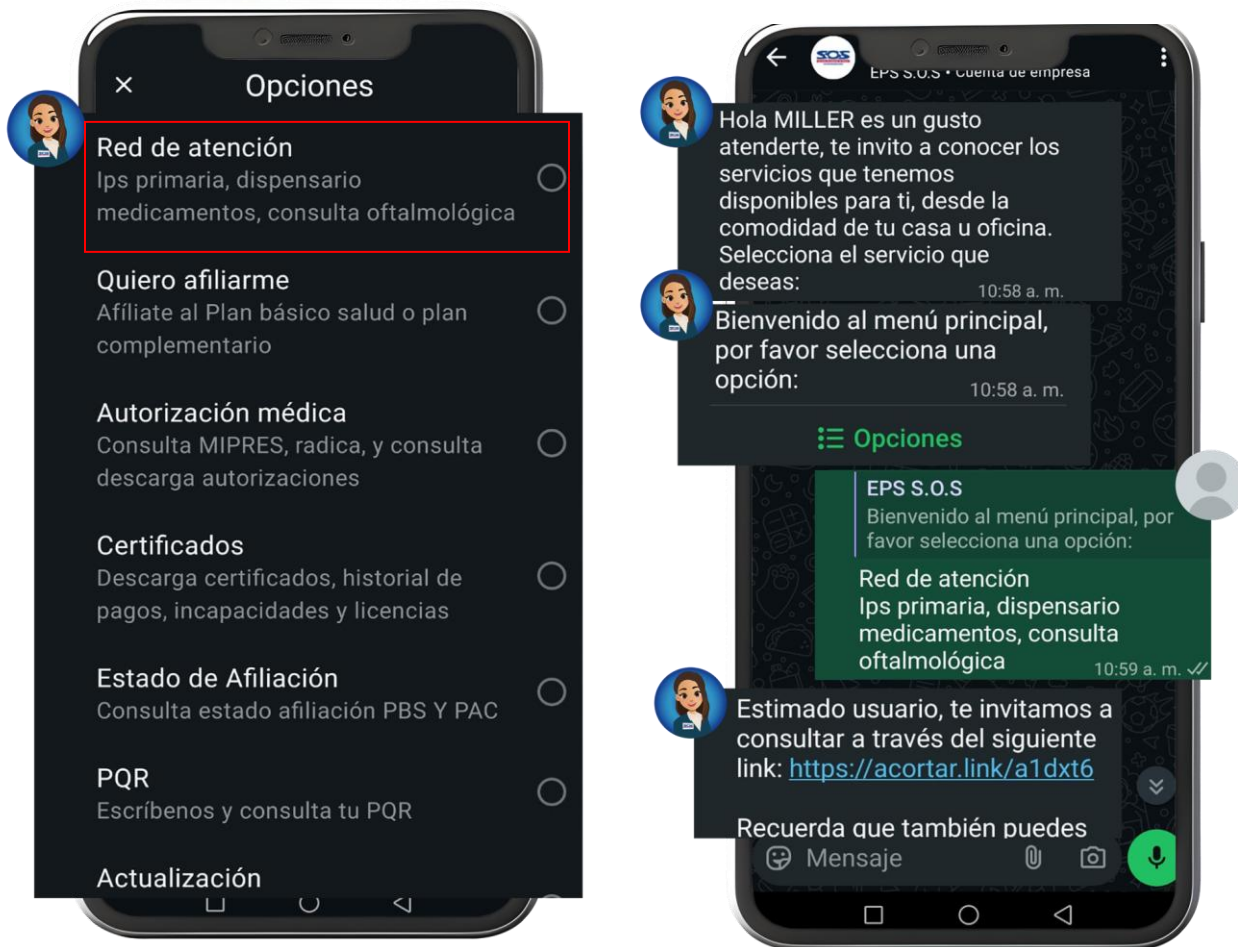 Opciones
Red de atención
Ips primaria, dispensario
medicamentos, consulta oftalmológica
Quiero afiliarme
Afíliate al Plan básico salud o plan
complementario
Autorización médica
Consulta MIPRES, radica, y consulta
descarga autorizaciones
Certificados
Descarga certificados, historial de
pagos, incapacidades y licencias
Estado de Afiliación
Consulta estado afiliación PBS Y PAC
PQR
Escríbenos y consulta tu PQR
Actualización
SOS
EPS S.O.S • Cuenta de empresa
Hola MILLER es un gusto
atenderte, te invito a conocer los
servicios que tenemos
disponibles para ti, desde la
comodidad de tu casa u oficina.
Selecciona el servicio que
deseas:
10:58 a. m.
Bienvenido al menú principal,
por favor selecciona una
opción:
10:58 a. m.
Opciones
EPS S.O.S
Bienvenido al menú principal, por
favor selecciona una opción:
Red de atención
Ips primaria, dispensario
medicamentos, consulta
oftalmológica
10:59 a. m.
Estimado usuario, te invitamos a
consultar a través del siguiente
link: https://acortar.link/a1dxt6
Recuerda que también puedes
Mensaje